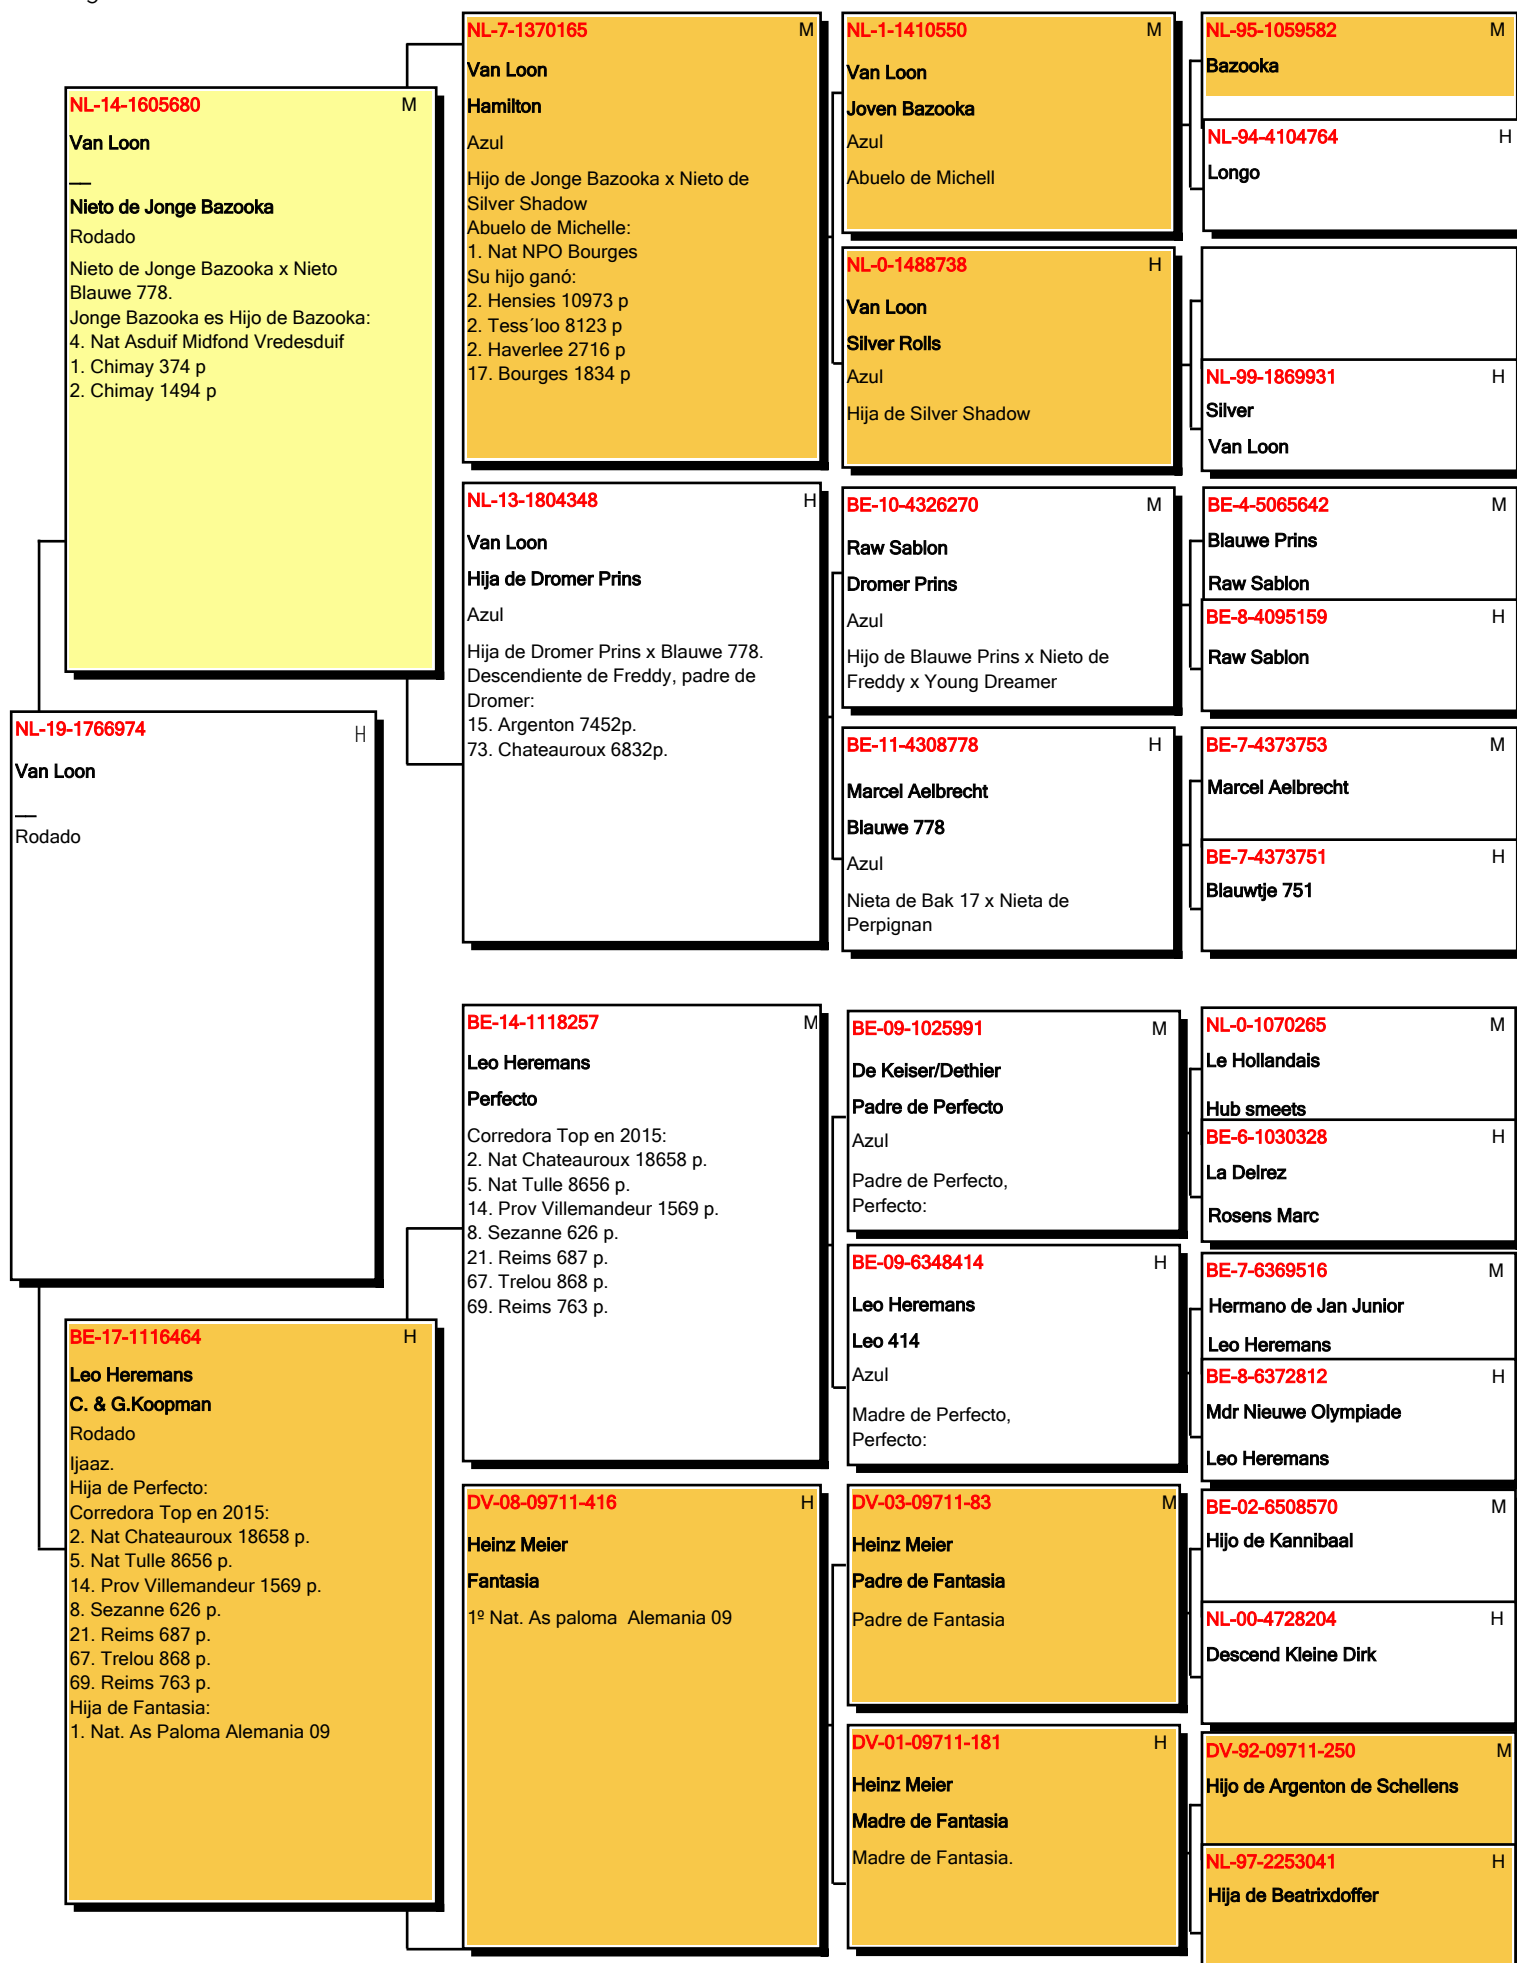 NL-19-1766974 H
Van Loon
__
Rodado
NL-14-1605680 M
Van Loon
__
Nieto de Jonge Bazooka
Rodado
Nieto de Jonge Bazooka x Nieto
Blauwe 778.
Jonge Bazooka es Hijo de Bazooka:
4. Nat Asduif Midfond Vredesduif
1. Chimay 374 p
2. Chimay 1494 p
BE-17-1116464 H
Leo Heremans
C. & G.Koopman
Rodado
Ijaaz.
Hija de Perfecto:
Corredora Top en 2015:
2. Nat Chateauroux 18658 p.
5. Nat Tulle 8656 p.
14. Prov Villemandeur 1569 p.
8. Sezanne 626 p.
21. Reims 687 p.
67. Trelou 868 p.
69. Reims 763 p.
Hija de Fantasia:
1. Nat. As Paloma Alemania 09
NL-7-1370165 M
Van Loon
Hamilton
Azul
Hijo de Jonge Bazooka x Nieto de
Silver Shadow
Abuelo de Michelle:
1. Nat NPO Bourges
Su hijo ganó:
2. Hensies 10973 p
2. Tess´loo 8123 p
2. Haverlee 2716 p
17. Bourges 1834 p
NL-13-1804348 H
Van Loon
Hija de Dromer Prins
Azul
Hija de Dromer Prins x Blauwe 778.
Descendiente de Freddy, padre de
Dromer:
15. Argenton 7452p.
73. Chateauroux 6832p.
BE-14-1118257 M
Leo Heremans
Perfecto
Corredora Top en 2015:
2. Nat Chateauroux 18658 p.
5. Nat Tulle 8656 p.
14. Prov Villemandeur 1569 p.
8. Sezanne 626 p.
21. Reims 687 p.
67. Trelou 868 p.
69. Reims 763 p.
DV-08-09711-416 H
Heinz Meier
Fantasia
1º Nat. As paloma Alemania 09
NL-1-1410550 M
Van Loon
Joven Bazooka
Azul
Abuelo de Michell
NL-0-1488738 H
Van Loon
Silver Rolls
Azul
Hija de Silver Shadow
BE-10-4326270 M
Raw Sablon
Dromer Prins
Azul
Hijo de Blauwe Prins x Nieto de
Freddy x Young Dreamer
BE-11-4308778 H
Marcel Aelbrecht
Blauwe 778
Azul
Nieta de Bak 17 x Nieta de
Perpignan
BE-09-1025991 M
De Keiser/Dethier
Padre de Perfecto
Azul
Padre de Perfecto,
Perfecto:
BE-09-6348414 H
Leo Heremans
Leo 414
Azul
Madre de Perfecto,
Perfecto:
DV-03-09711-83 M
Heinz Meier
Padre de Fantasia
Padre de Fantasia
DV-01-09711-181 H
Heinz Meier
Madre de Fantasia
Madre de Fantasia.
NL-95-1059582 M
Bazooka
NL-94-4104764 H
Longo
NL-99-1869931 H
Silver
Van Loon
BE-4-5065642 M
Blauwe Prins
Raw Sablon
BE-8-4095159 H
Raw Sablon
BE-7-4373753 M
Marcel Aelbrecht
BE-7-4373751 H
Blauwtje 751
NL-0-1070265 M
Le Hollandais
Hub smeets
BE-6-1030328 H
La Delrez
Rosens Marc
BE-7-6369516 M
Hermano de Jan Junior
Leo Heremans
BE-8-6372812 H
Mdr Nieuwe Olympiade
Leo Heremans
BE-02-6508570 M
Hijo de Kannibaal
NL-00-4728204 H
Descend Kleine Dirk
DV-92-09711-250 M
Hijo de Argenton de Schellens
NL-97-2253041 H
Hija de Beatrixdoffer